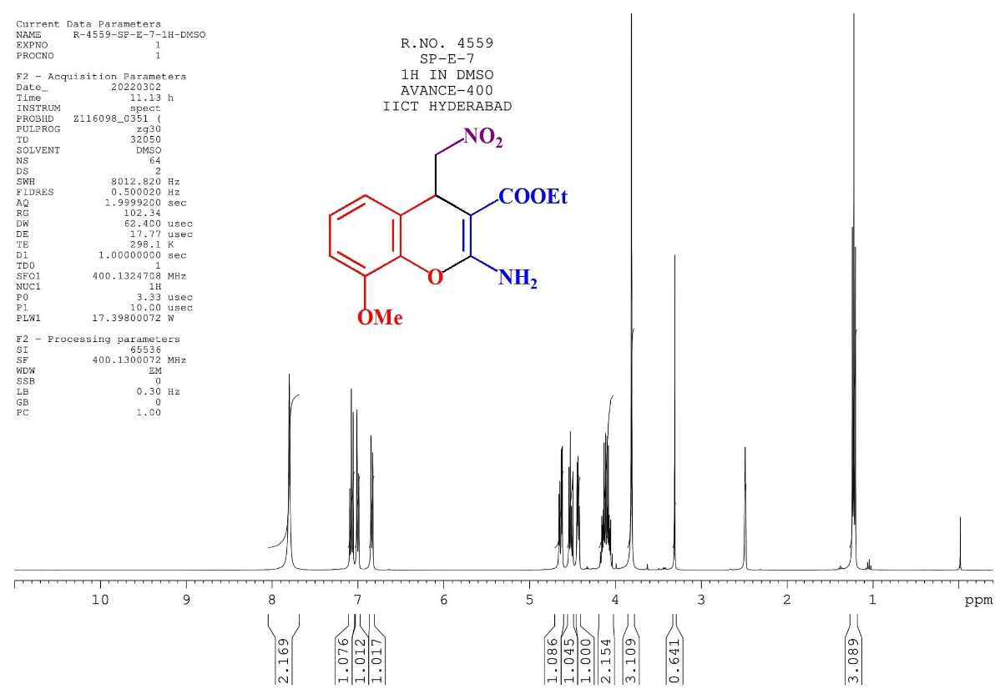 Current Data Parameters
NAME R-4559-SP-E-7-1H-DMSO
EXPNO 1
PROCNO 1
F2 - Acquisition Parameters
Date_ 20220302
Time 11.13 h
INSTRUM spect
PROBHD Z116098_0351 (
PULPROG zg30
TD 32050
SOLVENT DMSO
NS 64
DS 2
SWH 8012.820 Hz
FIDRES 0.500020 Hz
AQ 1.9999200 sec
RG 102.34
DW 62.400 usec
DE 17.77 usec
TE 298.1 K
D1 1.00000000 sec
TD0 1
SFO1 400.1324708 MHz
NUC1 1H
P0 3.33 usec
P1 10.00 usec
PLW1 17.39800072 W
F2 - Processing parameters
SI 65536
SF 400.1300072 MHz
WDW EM
SSB 0
LB 0.30 Hz
GB 0
PC 1.00
R.NO. 4559
SP-E-7
1H IN DMSO
AVANCE-400
IICT HYDERABAD
NO2
COOEt
O
NH2
OMe
10 9 8 7 6 5 4 3 2 1 ppm
2.169 1.076 1.012 1.017 1.086 1.045 1.000 2.154 3.109 0.641 3.089